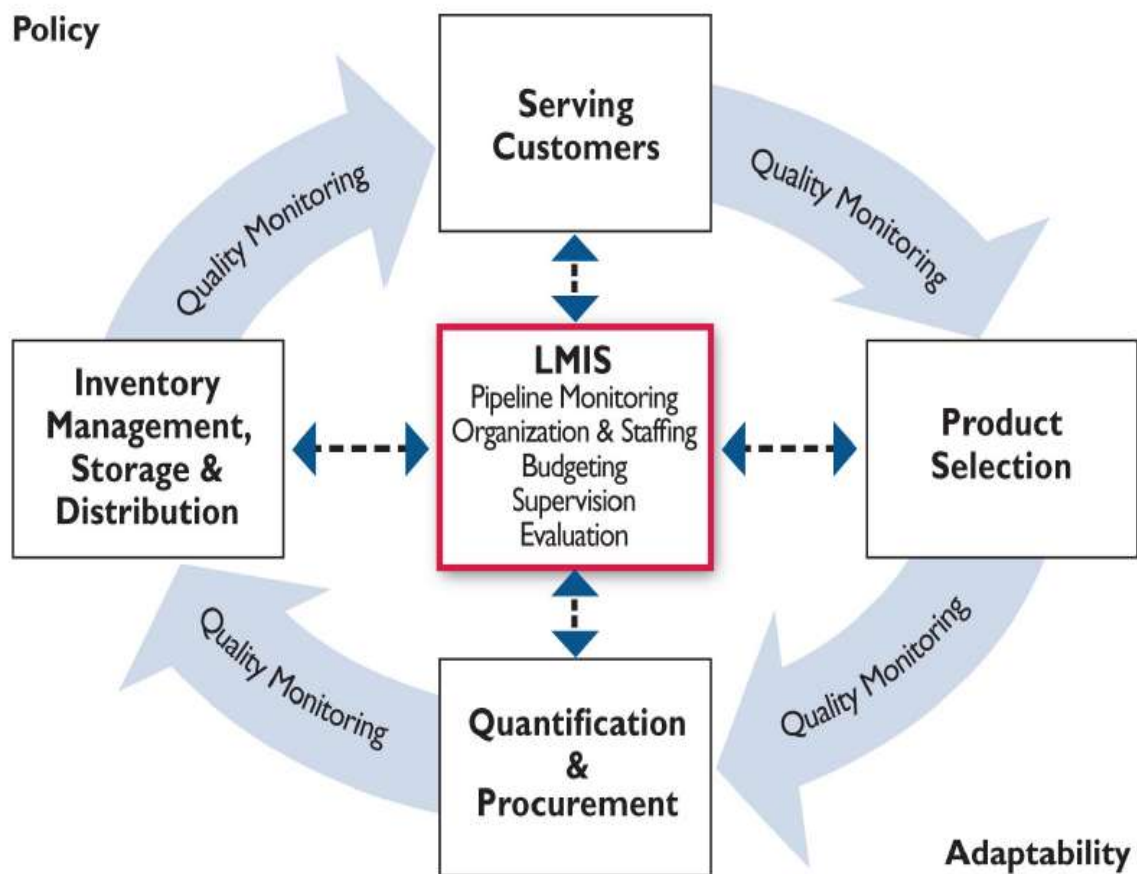 Policy
Serving
Customers
Quality Monitoring
Quality Monitoring
Inventory
Management,
Storage &
Distribution
LMIS
Pipeline Monitoring
Organization & Staffing
Budgeting
Supervision
Evaluation
Product
Selection
Quality Monitoring
Quality Monitoring
Quantification
&
Procurement
Adaptability